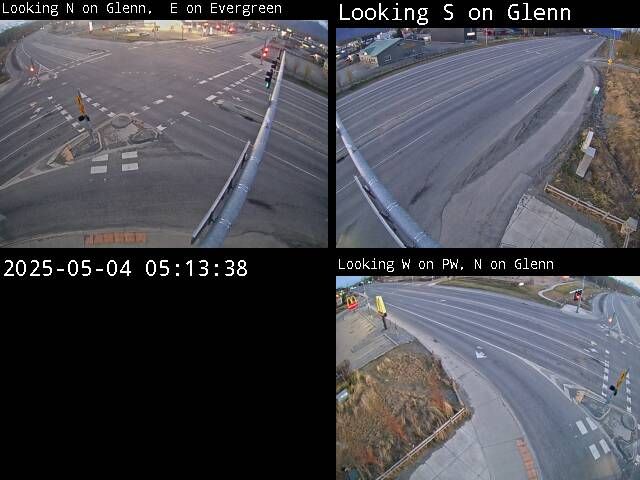 Looking N on Glenn,  E on Evergreen
Looking S on Glenn
2025-05-04 05:13:38
Looking W on PW, N on Glenn